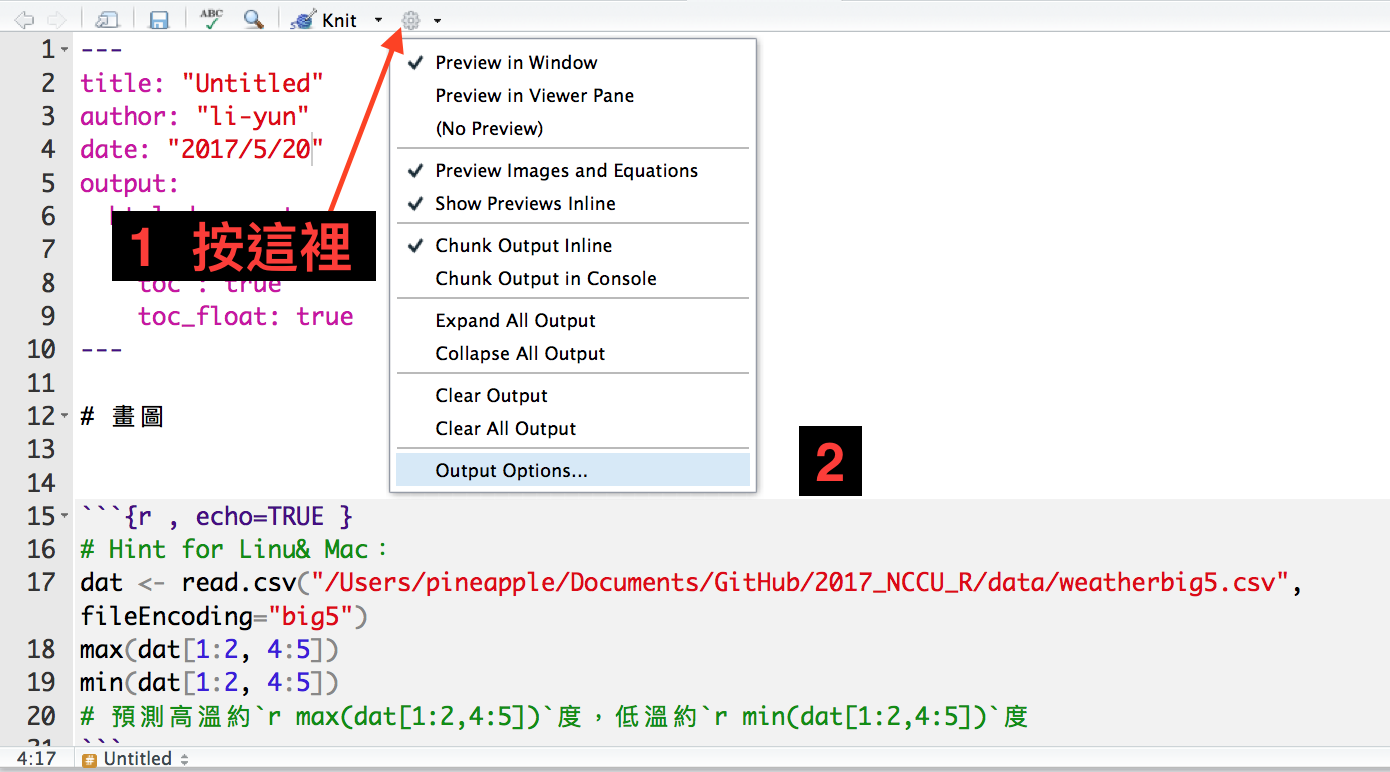 ABC Knit
1 ---
2 title: "Untitled"
3 author: "li-yun"
4 date: "2017/5/20"
5 output:
6
7
8 toc : true
9 toc_float: true
10 ---
11
12 # 畫圖
13
14
1 按這裡
Preview in Window
Preview in Viewer Pane
(No Preview)
Preview Images and Equations
Show Previews Inline
Chunk Output Inline
Chunk Output in Console
Expand All Output
Collapse All Output
Clear Output
Clear All Output
Output Options...
2
15 ```{r , echo=TRUE }
16 # Hint for Linu& Mac：
17 dat <- read.csv("/Users/pineapple/Documents/GitHub/2017_NCCU_R/data/weatherbig5.csv",
fileEncoding="big5")
18 max(dat[1:2, 4:5])
19 min(dat[1:2, 4:5])
20 # 預測高溫約`r max(dat[1:2,4:5])`度，低溫約`r min(dat[1:2,4:5])`度
21 ```
4:17 # Untitled